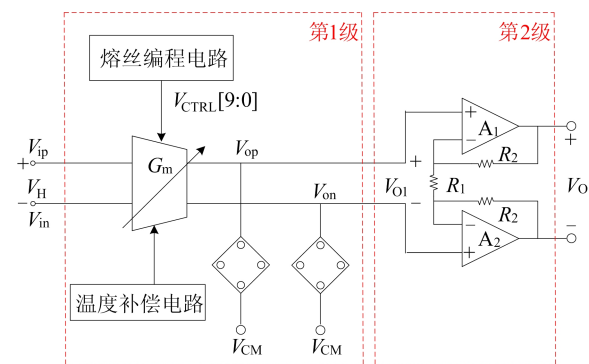 第1级
第2级
熔丝编程电路
V_CTRL[9:0]
V_ip
+
V_H
−
V_in
G_m
V_op
V_on
温度补偿电路
V_CM
V_CM
+
V_O1
−
+
A_1
−
R_2
R_1
R_2
−
A_2
+
+
V_O
−